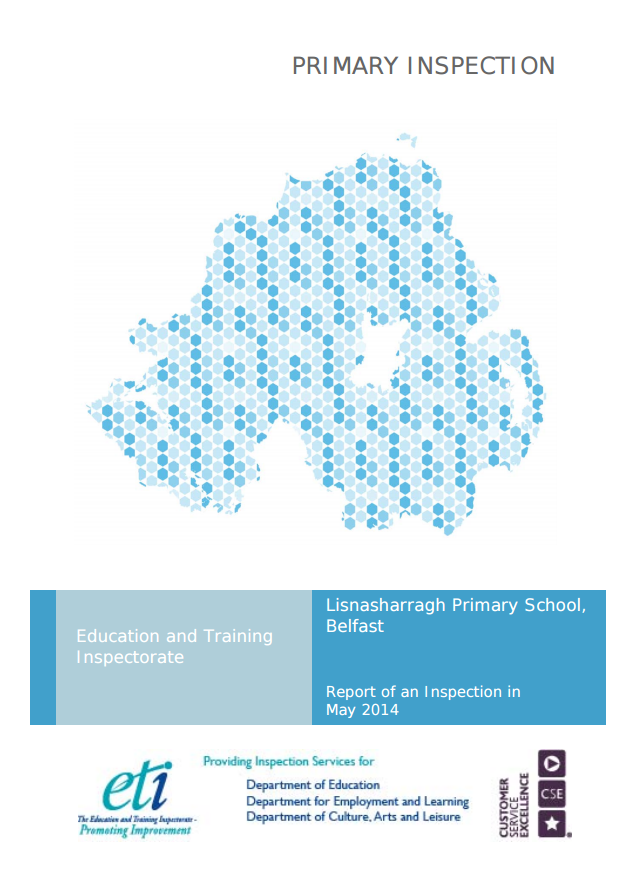 PRIMARY INSPECTION
Education and Training
Inspectorate
Lisnasharragh Primary School,
Belfast
Report of an Inspection in
May 2014
eti
The Education and Training Inspectorate -
Promoting Improvement
Providing Inspection Services for
Department of Education
Department for Employment and Learning
Department of Culture, Arts and Leisure
CUSTOMER
SERVICE
EXCELLENCE
CSE